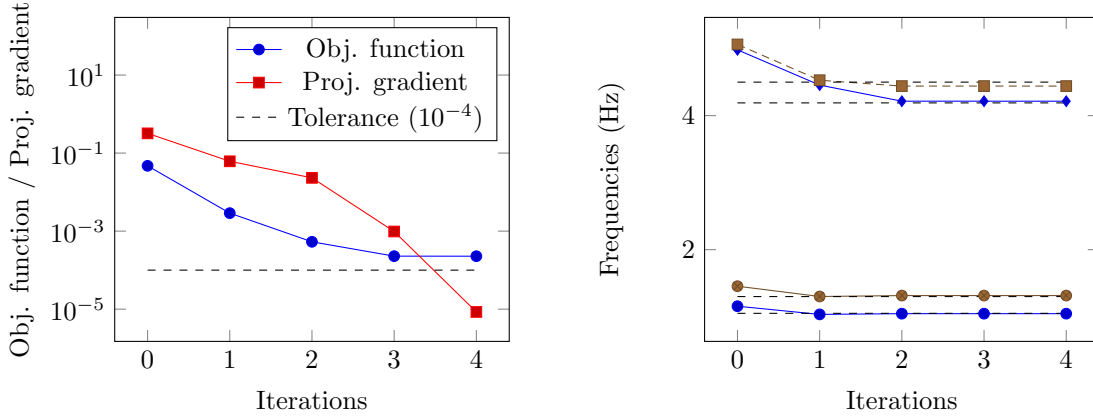 Obj. function / Proj. gradient
10^1
10^{-1}
10^{-3}
10^{-5}
Obj. function
Proj. gradient
Tolerance (10^{-4})
0 1 2 3 4
Iterations
Frequencies (Hz)
4
2
0 1 2 3 4
Iterations